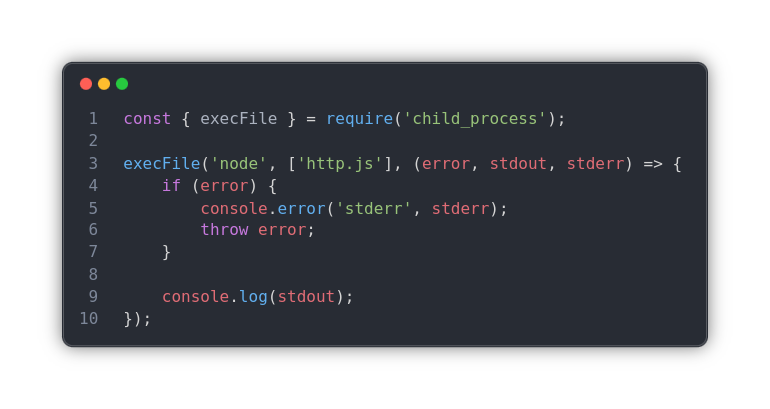 1 const { execFile } = require('child_process');
2
3 execFile('node', ['http.js'], (error, stdout, stderr) => {
4     if (error) {
5         console.error('stderr', stderr);
6         throw error;
7     }
8
9     console.log(stdout);
10 });